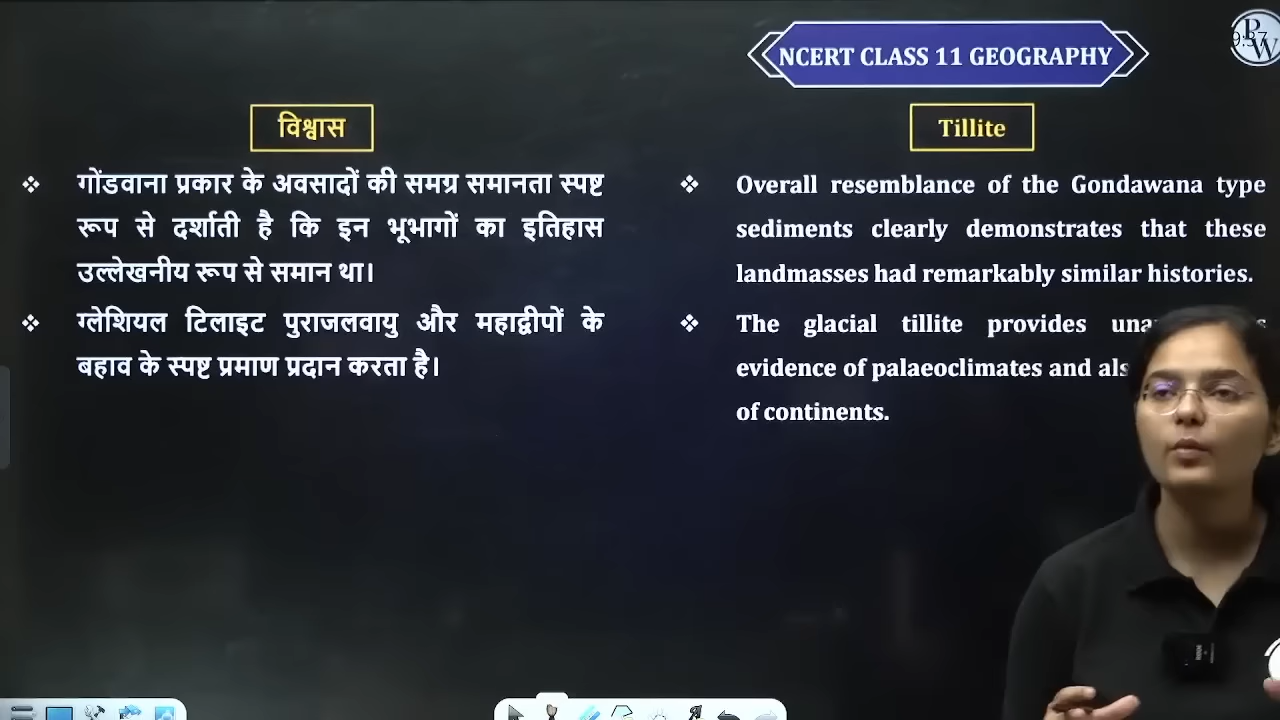 NCERT CLASS 11 GEOGRAPHY
PW
विश्वास
गोंडवाना प्रकार के अवसादों की समग्र समानता स्पष्ट
रूप से दर्शाती है कि इन भूभागों का इतिहास
उल्लेखनीय रूप से समान था।
ग्लेशियल टिलाइट पुराजलवायु और महाद्वीपों के
बहाव के स्पष्ट प्रमाण प्रदान करता है।
Tillite
Overall resemblance of the Gondawana type
sediments clearly demonstrates that these
landmasses had remarkably similar histories.
The glacial tillite provides
evidence of palaeoclimates and
of continents.